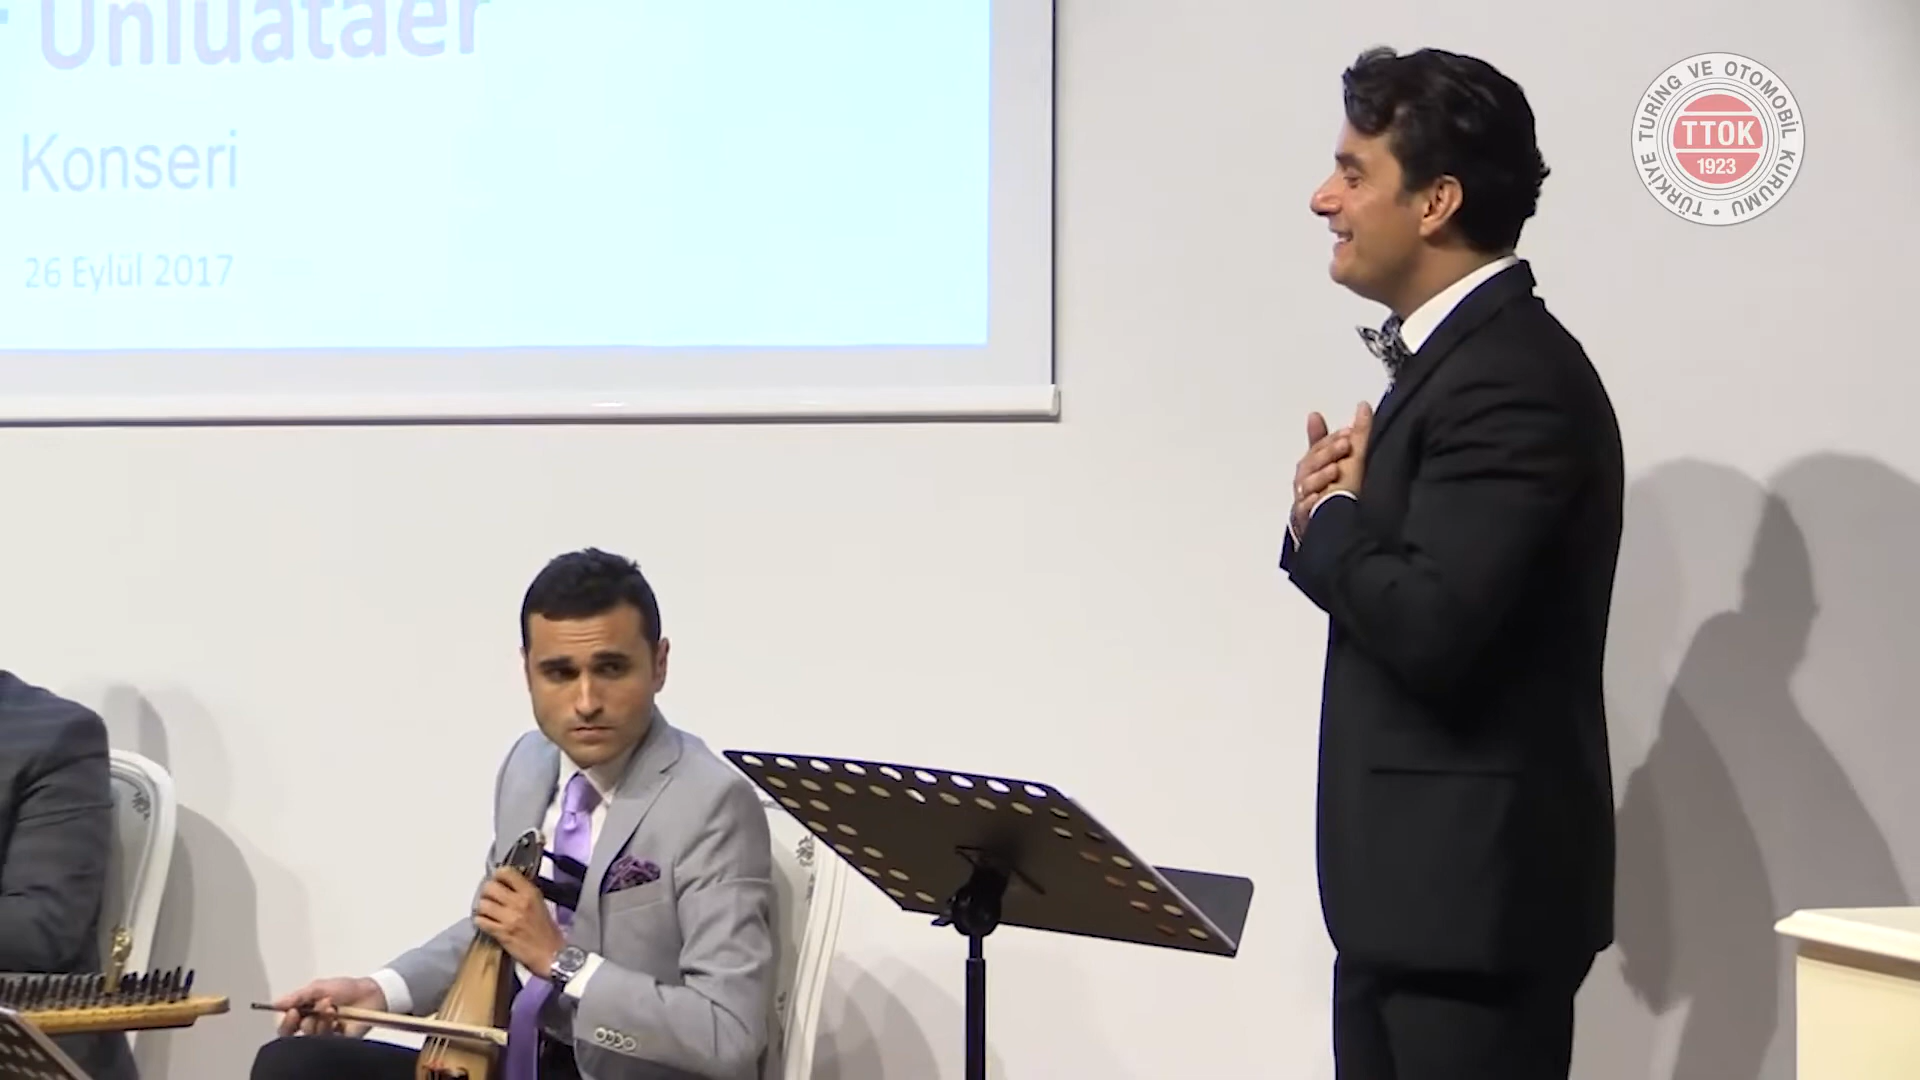 Ünlüataer
Konseri
26 Eylül 2017
TÜRKİYE TURİNG VE OTOMOBİL KURUMU •
TTOK
1923